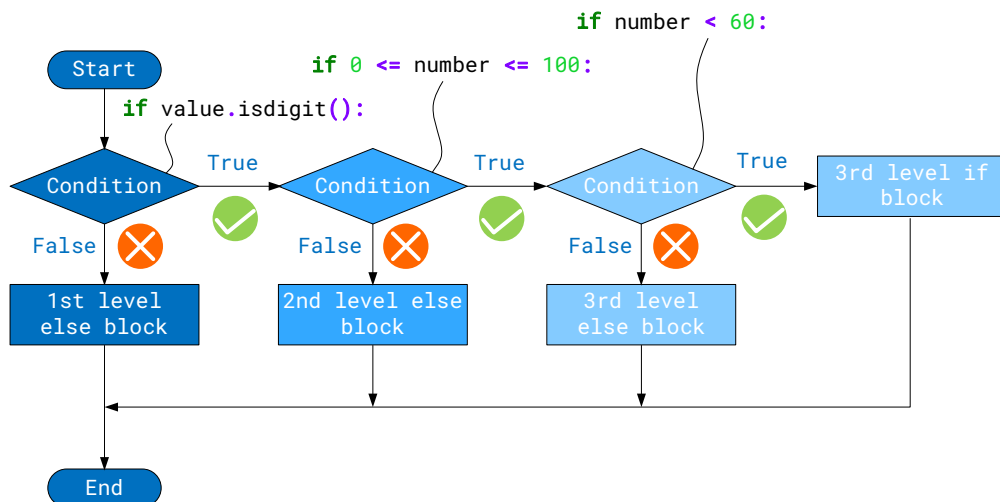 if number < 60:
if 0 <= number <= 100:
Start
if value.isdigit():
Condition
True
Condition
True
Condition
True
3rd level if
block
False
False
False
1st level
else block
2nd level else
block
3rd level
else block
End